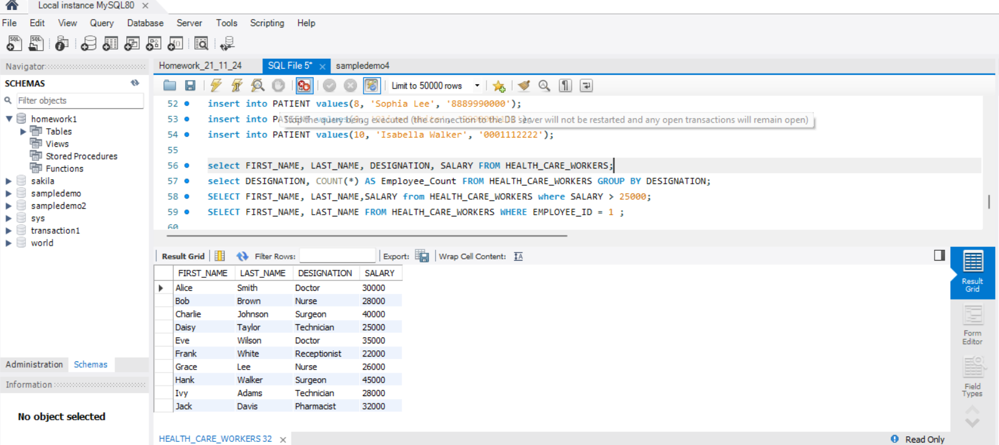 Local instance MySQL80
File Edit View Query Database Server Tools Scripting Help
Navigator
SCHEMAS
Filter objects
homework1
Tables
Views
Stored Procedures
Functions
sakila
sampledemo
sampledemo2
sys
transaction1
world
Administration Schemas
Information
No object selected
Homework_21_11_24 SQL File 5* sampledemo4
Limit to 50000 rows
52 insert into PATIENT values(8, 'Sophia Lee', '8889990000');
53 insert into PA
Stop the query being executed (the connection to the DB server will not be restarted and any open transactions will remain open)
54 insert into PATIENT values(10, 'Isabella Walker', '0001112222');
55
56 select FIRST_NAME, LAST_NAME, DESIGNATION, SALARY FROM HEALTH_CARE_WORKERS;
57 select DESIGNATION, COUNT(*) AS Employee_Count FROM HEALTH_CARE_WORKERS GROUP BY DESIGNATION;
58 SELECT FIRST_NAME, LAST_NAME,SALARY from HEALTH_CARE_WORKERS where SALARY > 25000;
59 SELECT FIRST_NAME, LAST_NAME FROM HEALTH_CARE_WORKERS WHERE EMPLOYEE_ID = 1 ;
60
Result Grid Filter Rows: Export: Wrap Cell Content:
FIRST_NAME LAST_NAME DESIGNATION SALARY
Alice Smith Doctor 30000
Bob Brown Nurse 28000
Charlie Johnson Surgeon 40000
Daisy Taylor Technician 25000
Eve Wilson Doctor 35000
Frank White Receptionist 22000
Grace Lee Nurse 26000
Hank Walker Surgeon 45000
Ivy Adams Technician 28000
Jack Davis Pharmacist 32000
Result
Grid
Form
Editor
Field
Types
HEALTH_CARE_WORKERS 32
Read Only